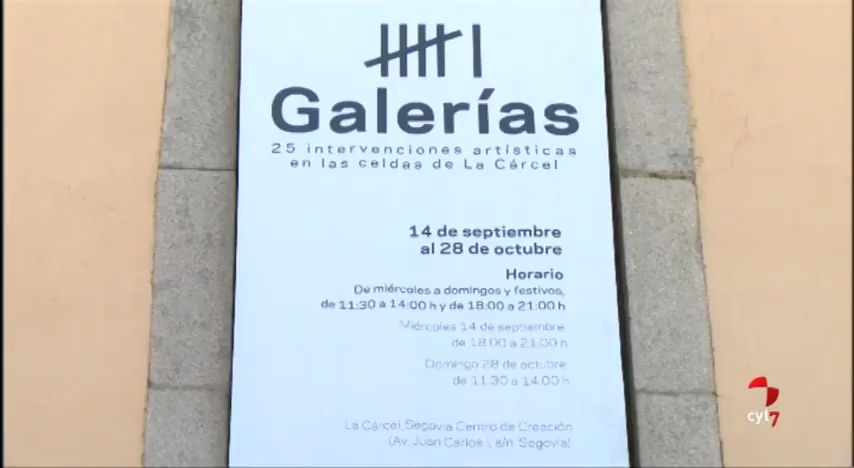 Galerías
25 intervenciones artísticas
en las celdas de La Cárcel
14 de septiembre
al 28 de octubre
Horario
De miércoles a domingos y festivos,
de 11:30 a 14:00 h y de 18:00 a 21:00 h
Miércoles 14 de septiembre
de 18:00 a 21:00 h
Domingo 28 de octubre
de 11:30 a 14:00 h
La Cárcel_Segovia Centro de Creación
(Av. Juan Carlos I, s/n. Segovia)
cyl7